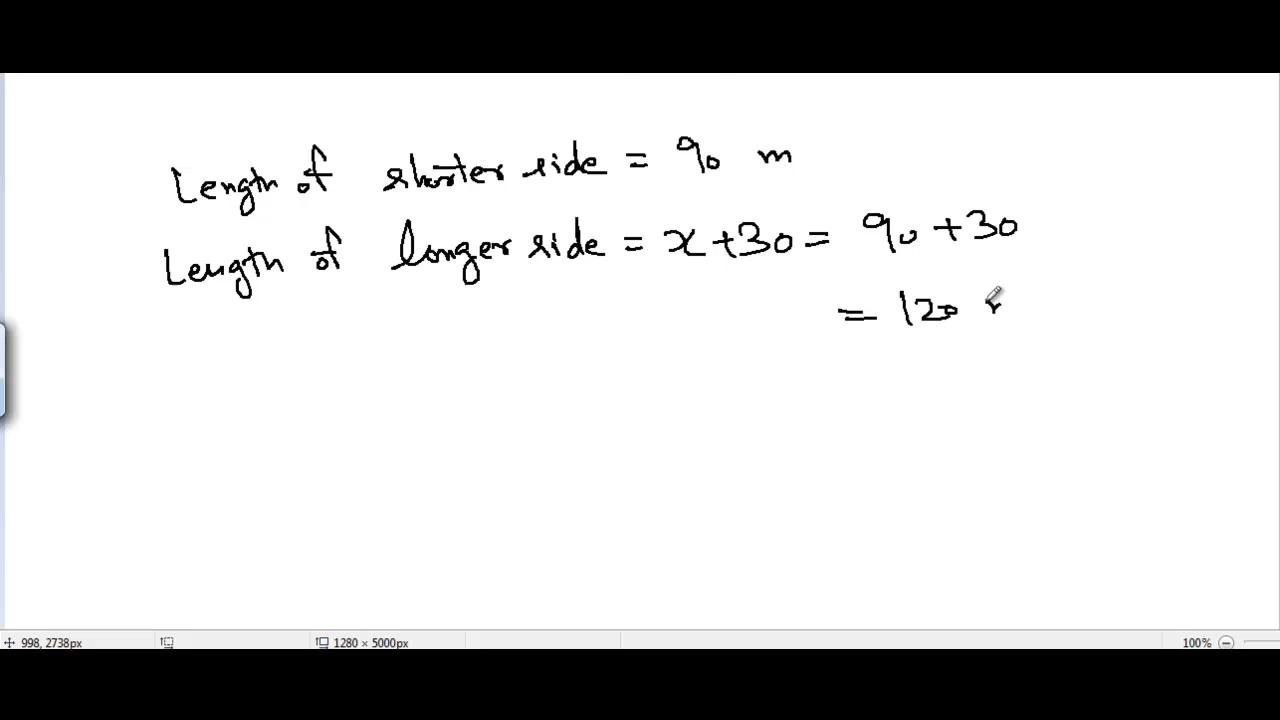 Length of shorter side = 90 m
Length of longer side = x + 30 = 90 + 30
= 120
998, 2738px
1280 × 5000px
100%